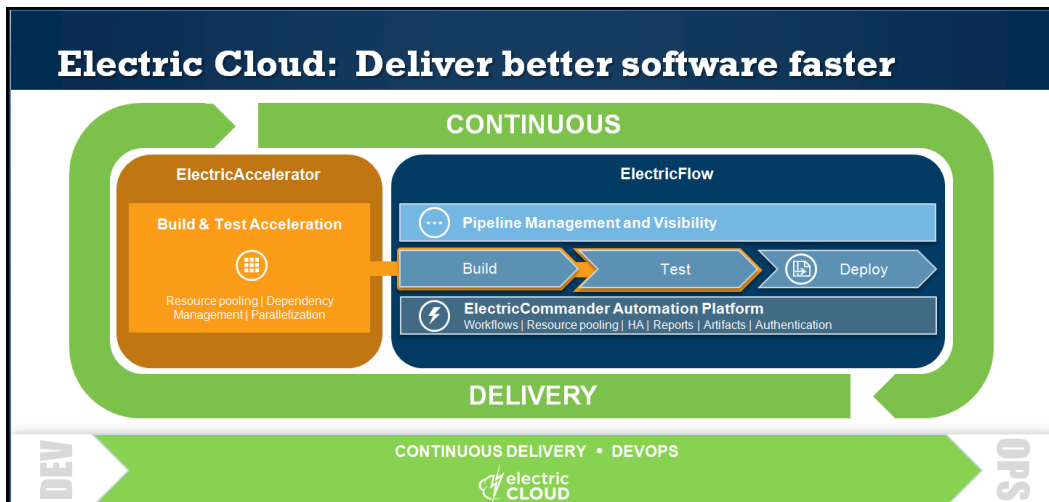 Electric Cloud: Deliver better software faster
CONTINUOUS
ElectricAccelerator
Build & Test Acceleration
Resource pooling | Dependency
Management | Parallelization
ElectricFlow
Pipeline Management and Visibility
Build
Test
Deploy
ElectricCommander Automation Platform
Workflows | Resource pooling | HA | Reports | Artifacts | Authentication
DELIVERY
DEV
CONTINUOUS DELIVERY • DEVOPS
electric
CLOUD
OPS